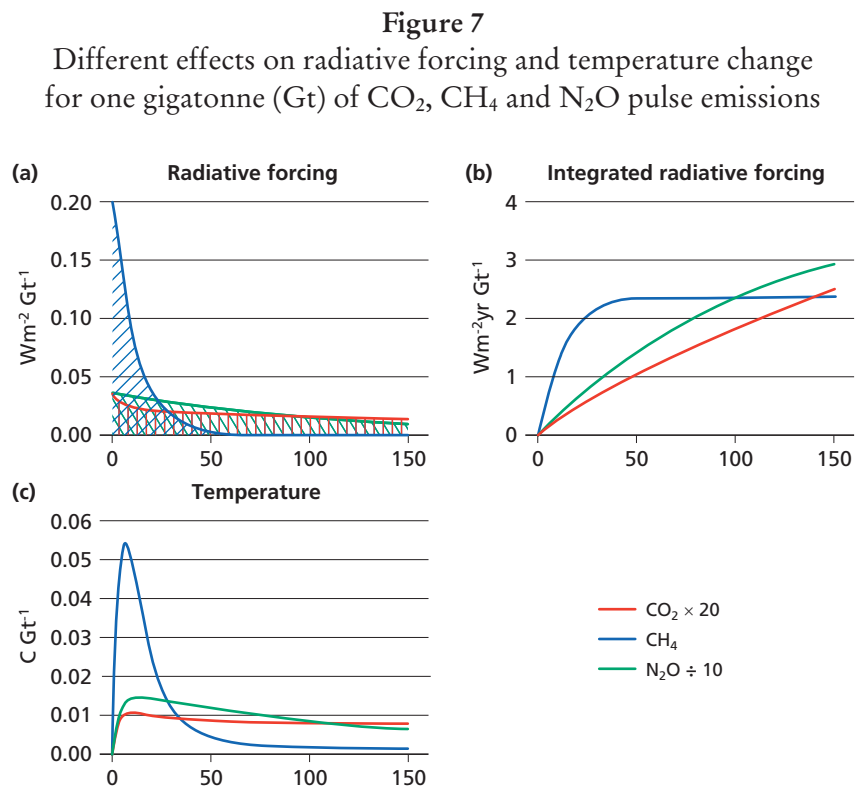 Figure 7
Different effects on radiative forcing and temperature change
for one gigatonne (Gt) of CO₂, CH₄ and N₂O pulse emissions
(a) Radiative forcing
0.20
0.15
0.10
0.05
0.00
Wm⁻² Gt⁻¹
0 50 100 150
(b) Integrated radiative forcing
4
3
2
1
0
Wm⁻²yr Gt⁻¹
0 50 100 150
(c) Temperature
0.06
0.05
0.04
0.03
0.02
0.01
0.00
C Gt⁻¹
0 50 100 150
CO₂ × 20
CH₄
N₂O ÷ 10